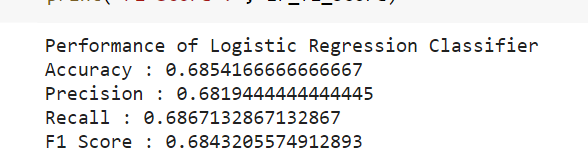 Performance of Logistic Regression Classifier
Accuracy : 0.6854166666666667
Precision : 0.6819444444444445
Recall : 0.6867132867132867
F1 Score : 0.6843205574912893